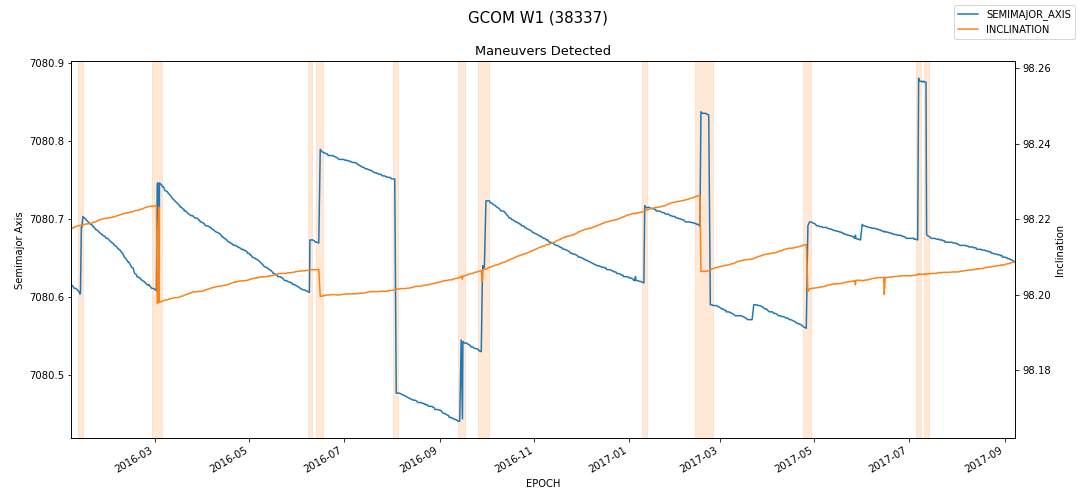 GCOM W1 (38337)
SEMIMAJOR_AXIS
INCLINATION
Maneuvers Detected
7080.9
7080.8
7080.7
7080.6
7080.5
Semimajor Axis
98.26
98.24
98.22
98.20
98.18
Inclination
2016-03
2016-05
2016-07
2016-09
2016-11
2017-01
2017-03
2017-05
2017-07
2017-09
EPOCH